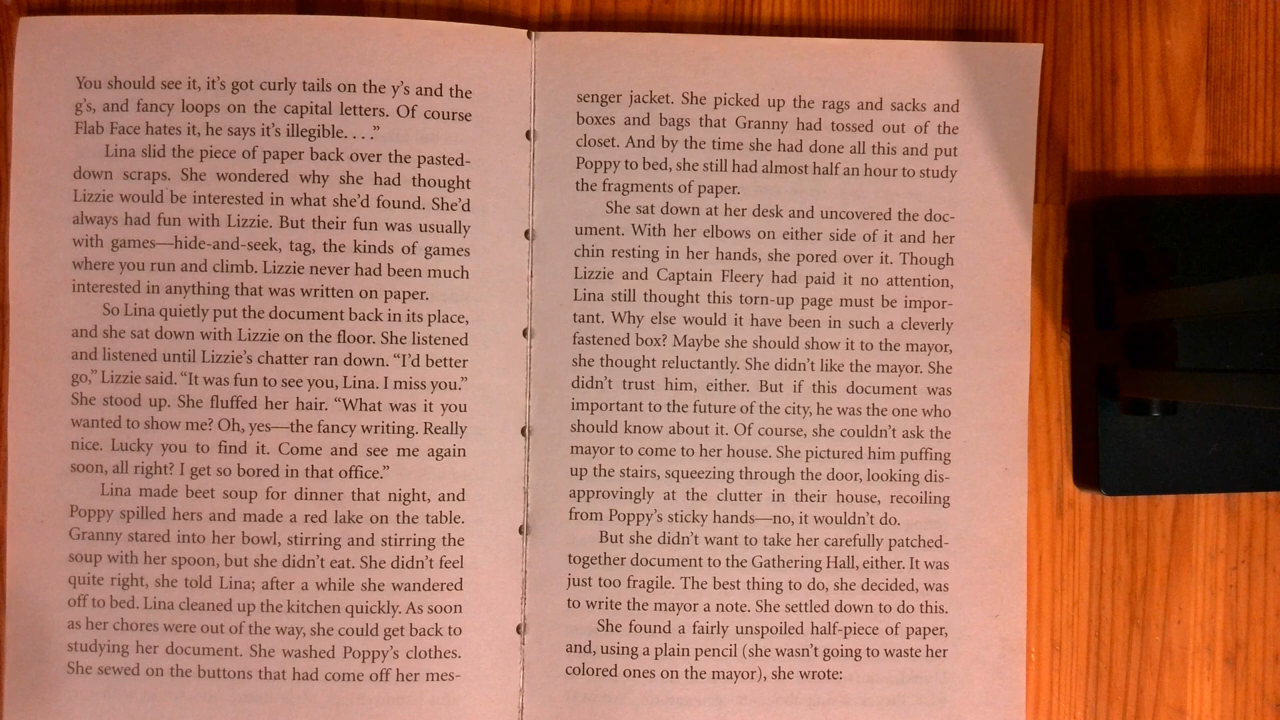 You should see it, it's got curly tails on the y's and the
g's, and fancy loops on the capital letters. Of course
Flab Face hates it, he says it's illegible. . . ."
Lina slid the piece of paper back over the pasted-
down scraps. She wondered why she had thought
Lizzie would be interested in what she'd found. She'd
always had fun with Lizzie. But their fun was usually
with games—hide-and-seek, tag, the kinds of games
where you run and climb. Lizzie never had been much
interested in anything that was written on paper.
So Lina quietly put the document back in its place,
and she sat down with Lizzie on the floor. She listened
and listened until Lizzie's chatter ran down. "I'd better
go," Lizzie said. "It was fun to see you, Lina. I miss you."
She stood up. She fluffed her hair. "What was it you
wanted to show me? Oh, yes—the fancy writing. Really
nice. Lucky you to find it. Come and see me again
soon, all right? I get so bored in that office."
Lina made beet soup for dinner that night, and
Poppy spilled hers and made a red lake on the table.
Granny stared into her bowl, stirring and stirring the
soup with her spoon, but she didn't eat. She didn't feel
quite right, she told Lina; after a while she wandered
off to bed. Lina cleaned up the kitchen quickly. As soon
as her chores were out of the way, she could get back to
studying her document. She washed Poppy's clothes.
She sewed on the buttons that had come off her mes-
senger jacket. She picked up the rags and sacks and
boxes and bags that Granny had tossed out of the
closet. And by the time she had done all this and put
Poppy to bed, she still had almost half an hour to study
the fragments of paper.
She sat down at her desk and uncovered the doc-
ument. With her elbows on either side of it and her
chin resting in her hands, she pored over it. Though
Lizzie and Captain Fleery had paid it no attention,
Lina still thought this torn-up page must be impor-
tant. Why else would it have been in such a cleverly
fastened box? Maybe she should show it to the mayor,
she thought reluctantly. She didn't like the mayor. She
didn't trust him, either. But if this document was
important to the future of the city, he was the one who
should know about it. Of course, she couldn't ask the
mayor to come to her house. She pictured him puffing
up the stairs, squeezing through the door, looking dis-
approvingly at the clutter in their house, recoiling
from Poppy's sticky hands—no, it wouldn't do.
But she didn't want to take her carefully patched-
together document to the Gathering Hall, either. It was
just too fragile. The best thing to do, she decided, was
to write the mayor a note. She settled down to do this.
She found a fairly unspoiled half-piece of paper,
and, using a plain pencil (she wasn't going to waste her
colored ones on the mayor), she wrote: